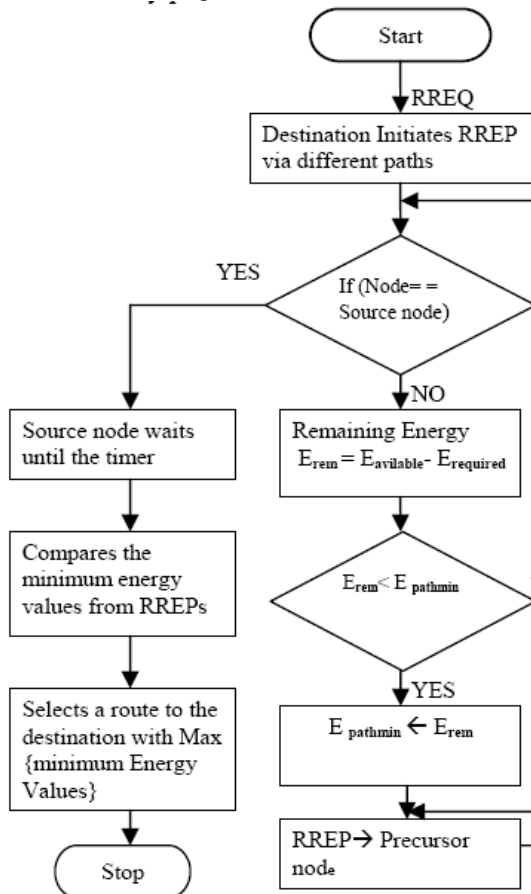 Start
RREQ
Destination Initiates RREP
via different paths
YES
If (Node= =
Source node)
NO
Source node waits
until the timer
Remaining Energy
Erem = Eavilable- Erequired
Compares the
minimum energy
values from RREPs
Erem< E pathmin
YES
Selects a route to the
destination with Max
{minimum Energy
Values}
E pathmin ← Erem
RREP→ Precursor
node
Stop